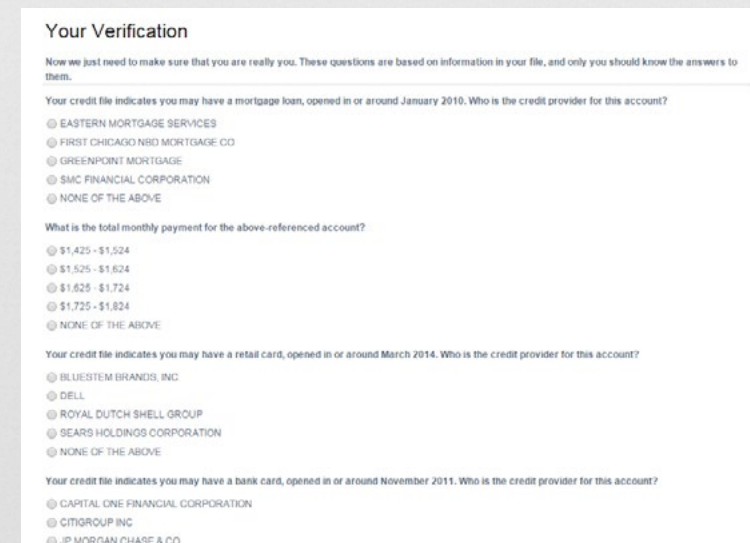 Your Verification
Now we just need to make sure that you are really you. These questions are based on information in your file, and only you should know the answers to
them.
Your credit file indicates you may have a mortgage loan, opened in or around January 2010. Who is the credit provider for this account?
EASTERN MORTGAGE SERVICES
FIRST CHICAGO NBD MORTGAGE CO
GREENPOINT MORTGAGE
SMC FINANCIAL CORPORATION
NONE OF THE ABOVE
What is the total monthly payment for the above-referenced account?
$1,425 - $1,524
$1,525 - $1,624
$1,625 - $1,724
$1,725 - $1,824
NONE OF THE ABOVE
Your credit file indicates you may have a retail card, opened in or around March 2014. Who is the credit provider for this account?
BLUESTEM BRANDS, INC
DELL
ROYAL DUTCH SHELL GROUP
SEARS HOLDINGS CORPORATION
NONE OF THE ABOVE
Your credit file indicates you may have a bank card, opened in or around November 2011. Who is the credit provider for this account?
CAPITAL ONE FINANCIAL CORPORATION
CITIGROUP INC
JP MORGAN CHASE & CO